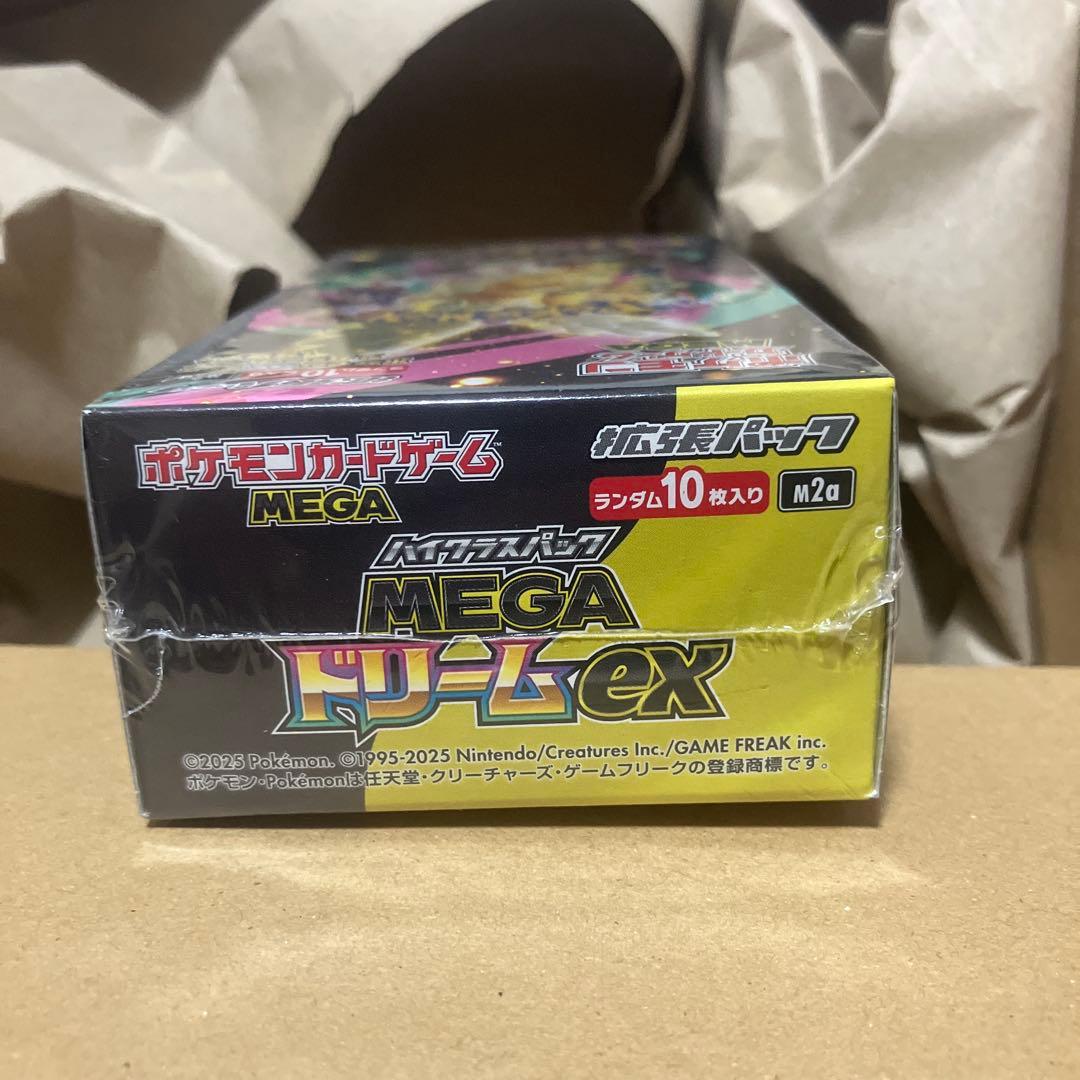 ポケモンカードゲーム™
MEGA
拡張パック
ランダム10枚入り
M2a
ハイクラスパック
MEGA
ドリームex
©2025 Pokémon. ©1995-2025 Nintendo/Creatures Inc./GAME FREAK inc.
ポケモン・Pokémonは任天堂・クリーチャーズ・ゲームフリークの登録商標です。